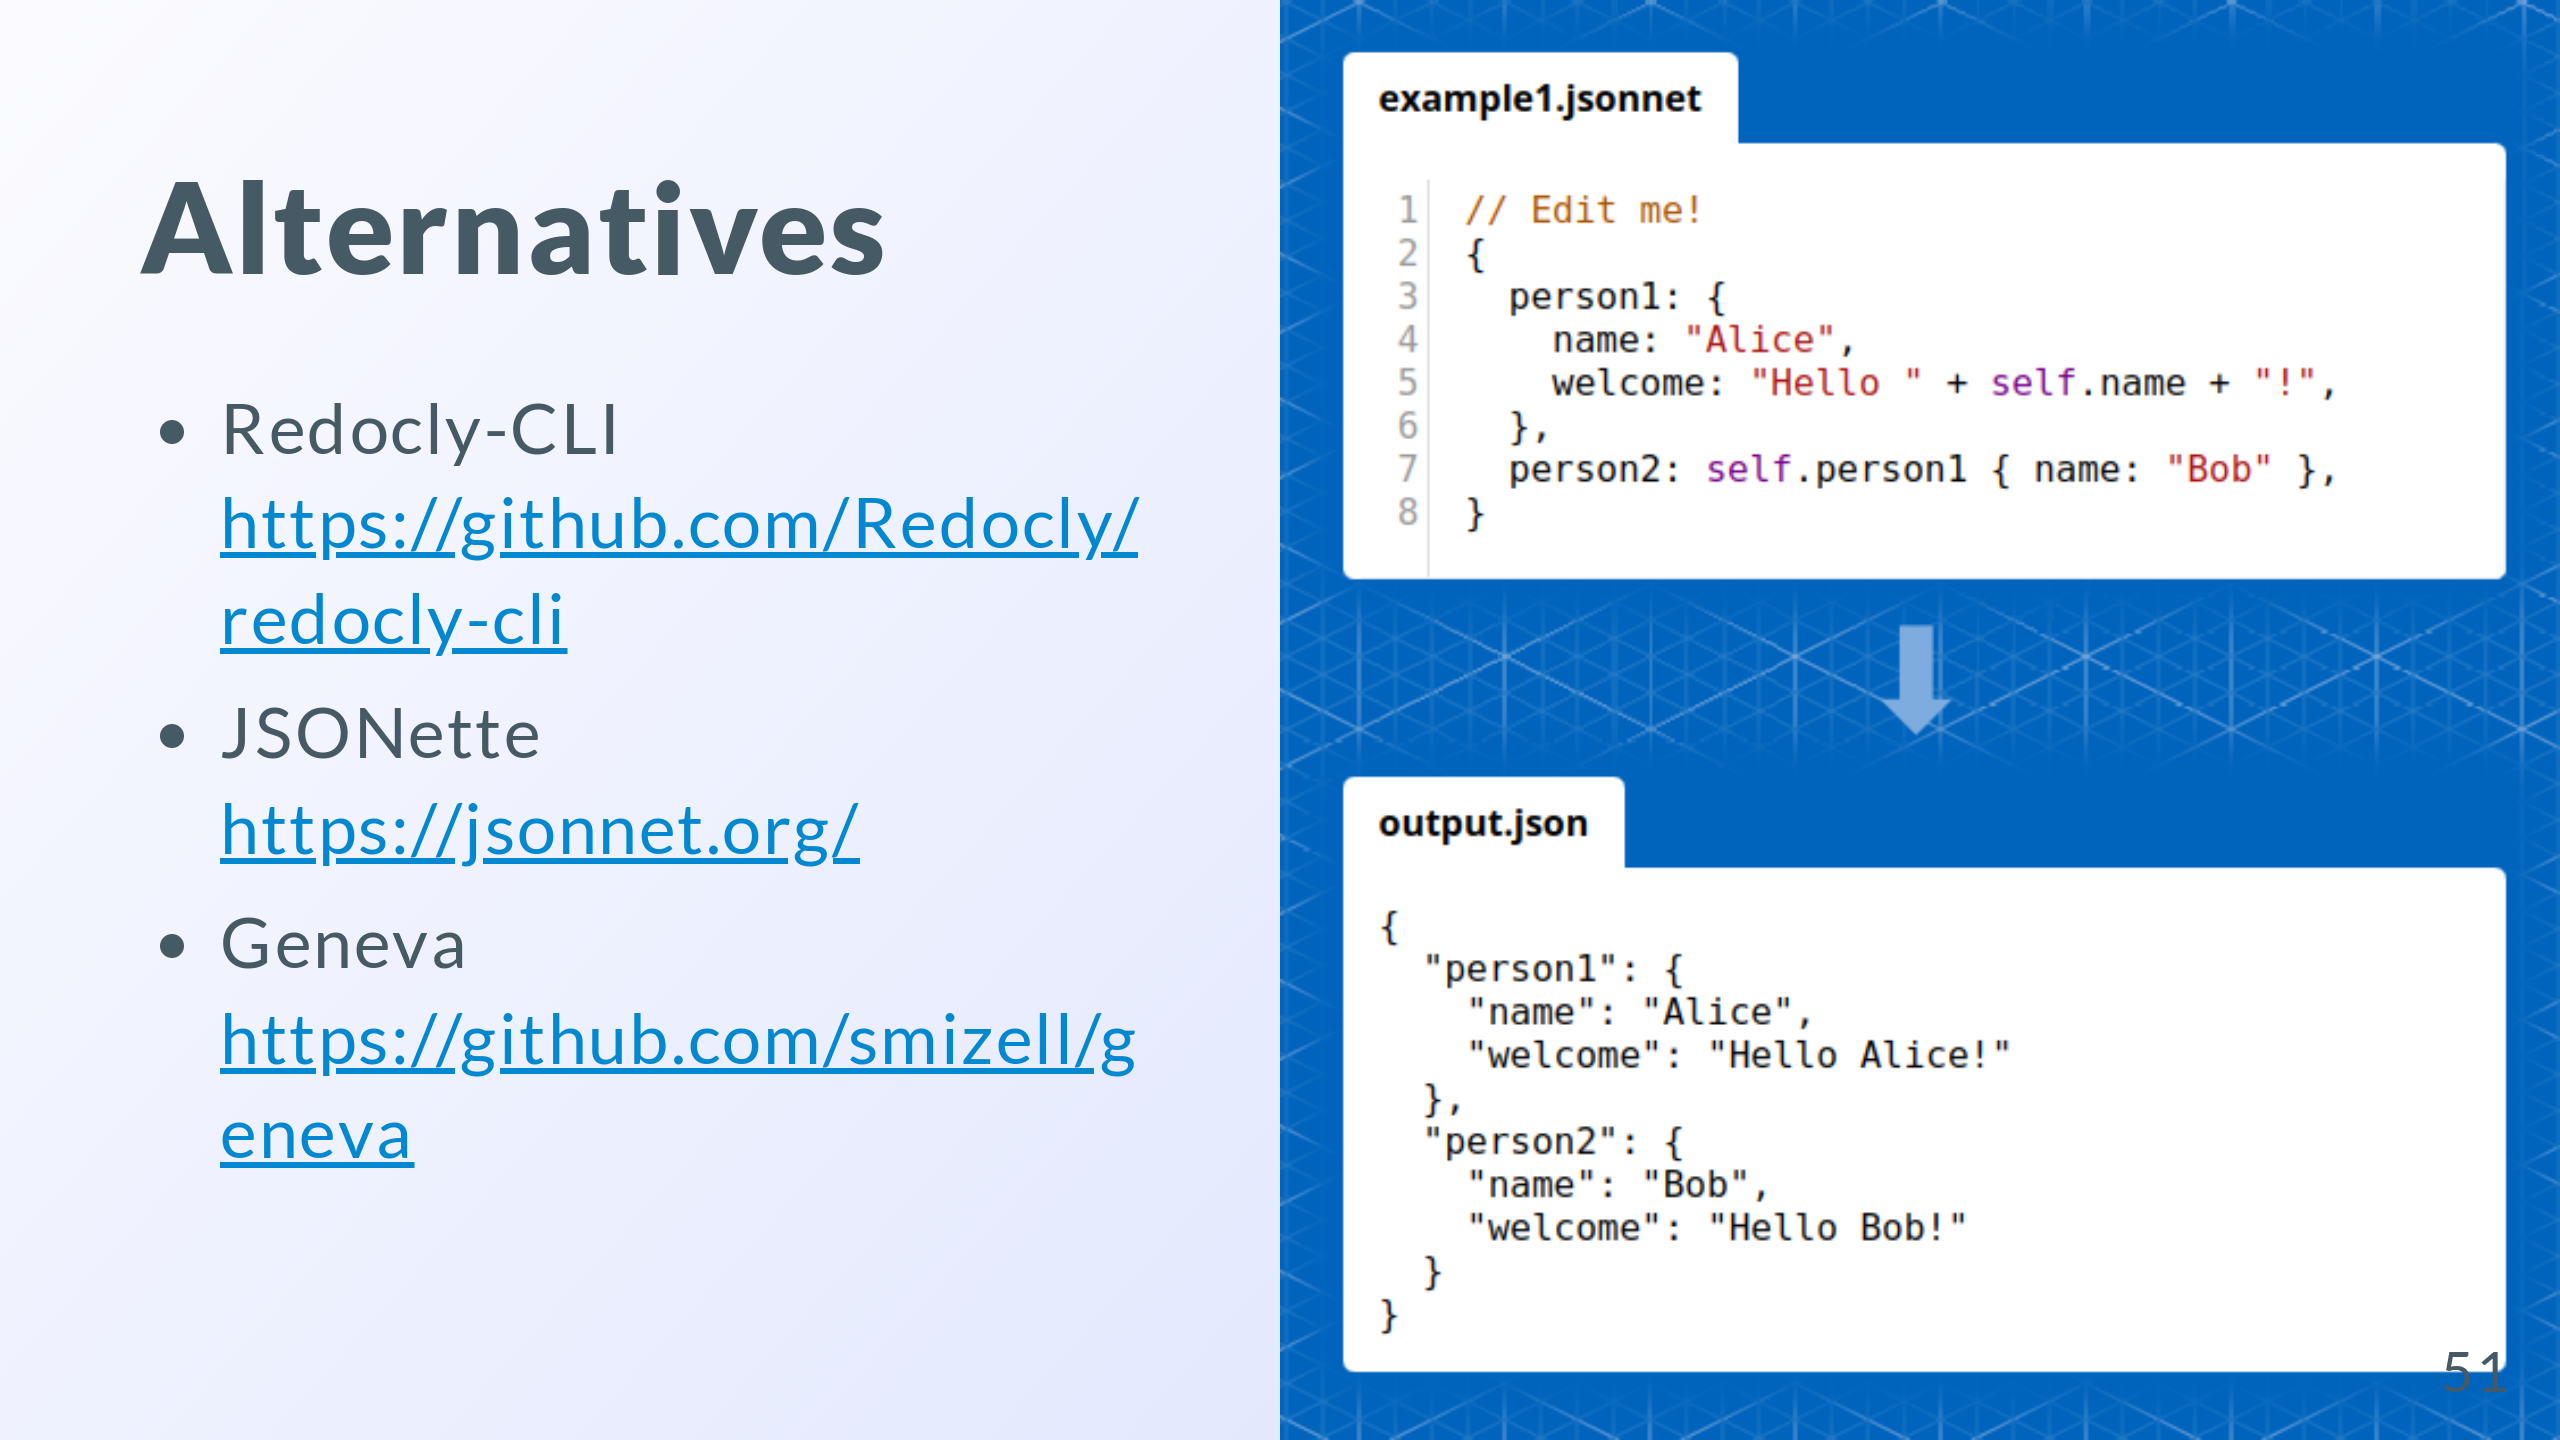 Alternatives
• Redocly-CLI
https://github.com/Redocly/
redocly-cli
• JSONette
https://jsonnet.org/
• Geneva
https://github.com/smizell/g
eneva
example1.jsonnet
1 // Edit me!
2 {
3   person1: {
4     name: "Alice",
5     welcome: "Hello " + self.name + "!",
6   },
7   person2: self.person1 { name: "Bob" },
8 }
output.json
{
  "person1": {
    "name": "Alice",
    "welcome": "Hello Alice!"
  },
  "person2": {
    "name": "Bob",
    "welcome": "Hello Bob!"
  }
}
51